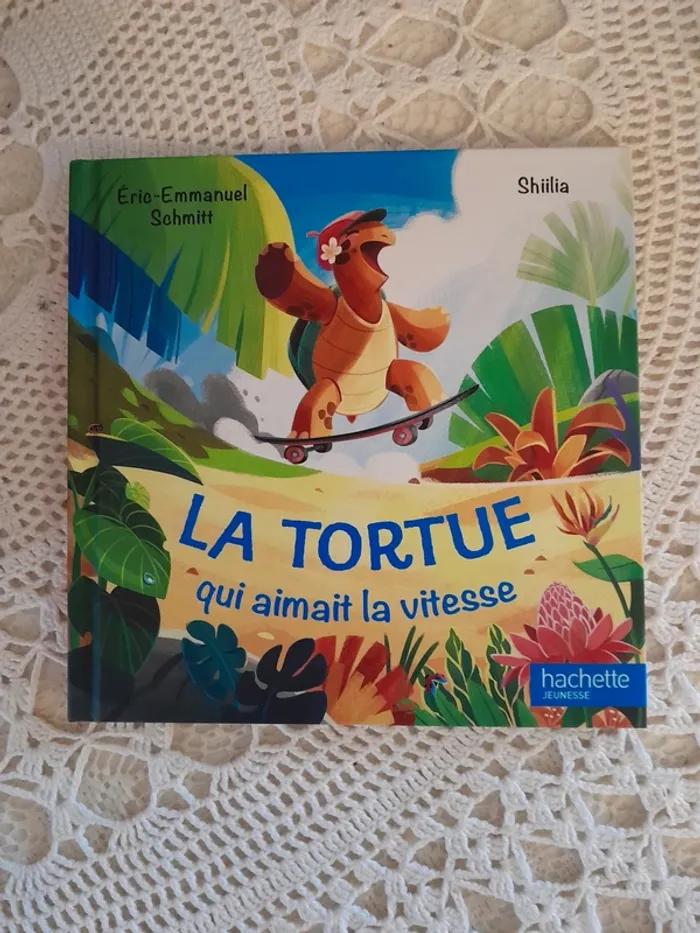 Éric-Emmanuel
Schmitt
Shiilia
LA TORTUE
qui aimait la vitesse
hachette
JEUNESSE